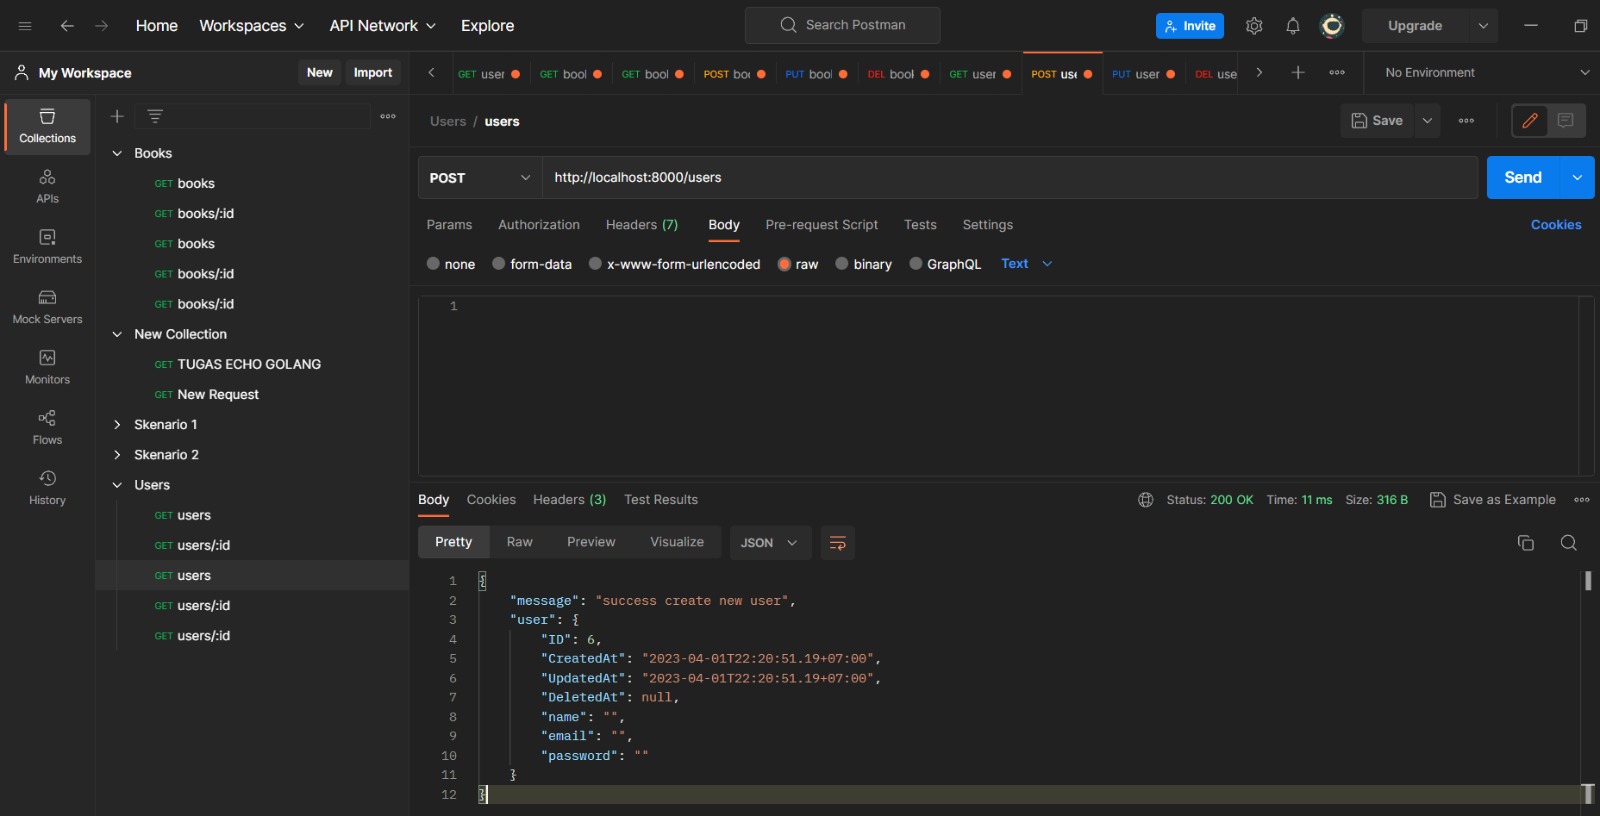 Home Workspaces API Network Explore Search Postman Invite Upgrade
My Workspace New Import GET user GET bool GET bool POST boo PUT bool DEL book GET user POST use PUT user DEL use No Environment
Collections
APIs
Environments
Mock Servers
Monitors
Flows
History
Books
GET books
GET books/:id
GET books
GET books/:id
GET books/:id
New Collection
GET TUGAS ECHO GOLANG
GET New Request
Skenario 1
Skenario 2
Users
GET users
GET users/:id
GET users
GET users/:id
GET users/:id
Users / users Save
POST http://localhost:8000/users Send
Params Authorization Headers (7) Body Pre-request Script Tests Settings Cookies
none form-data x-www-form-urlencoded raw binary GraphQL Text
1
Body Cookies Headers (3) Test Results Status: 200 OK Time: 11 ms Size: 316 B Save as Example
Pretty Raw Preview Visualize JSON
1 {
2 "message": "success create new user",
3 "user": {
4 "ID": 6,
5 "CreatedAt": "2023-04-01T22:20:51.19+07:00",
6 "UpdatedAt": "2023-04-01T22:20:51.19+07:00",
7 "DeletedAt": null,
8 "name": "",
9 "email": "",
10 "password": ""
11 }
12 }